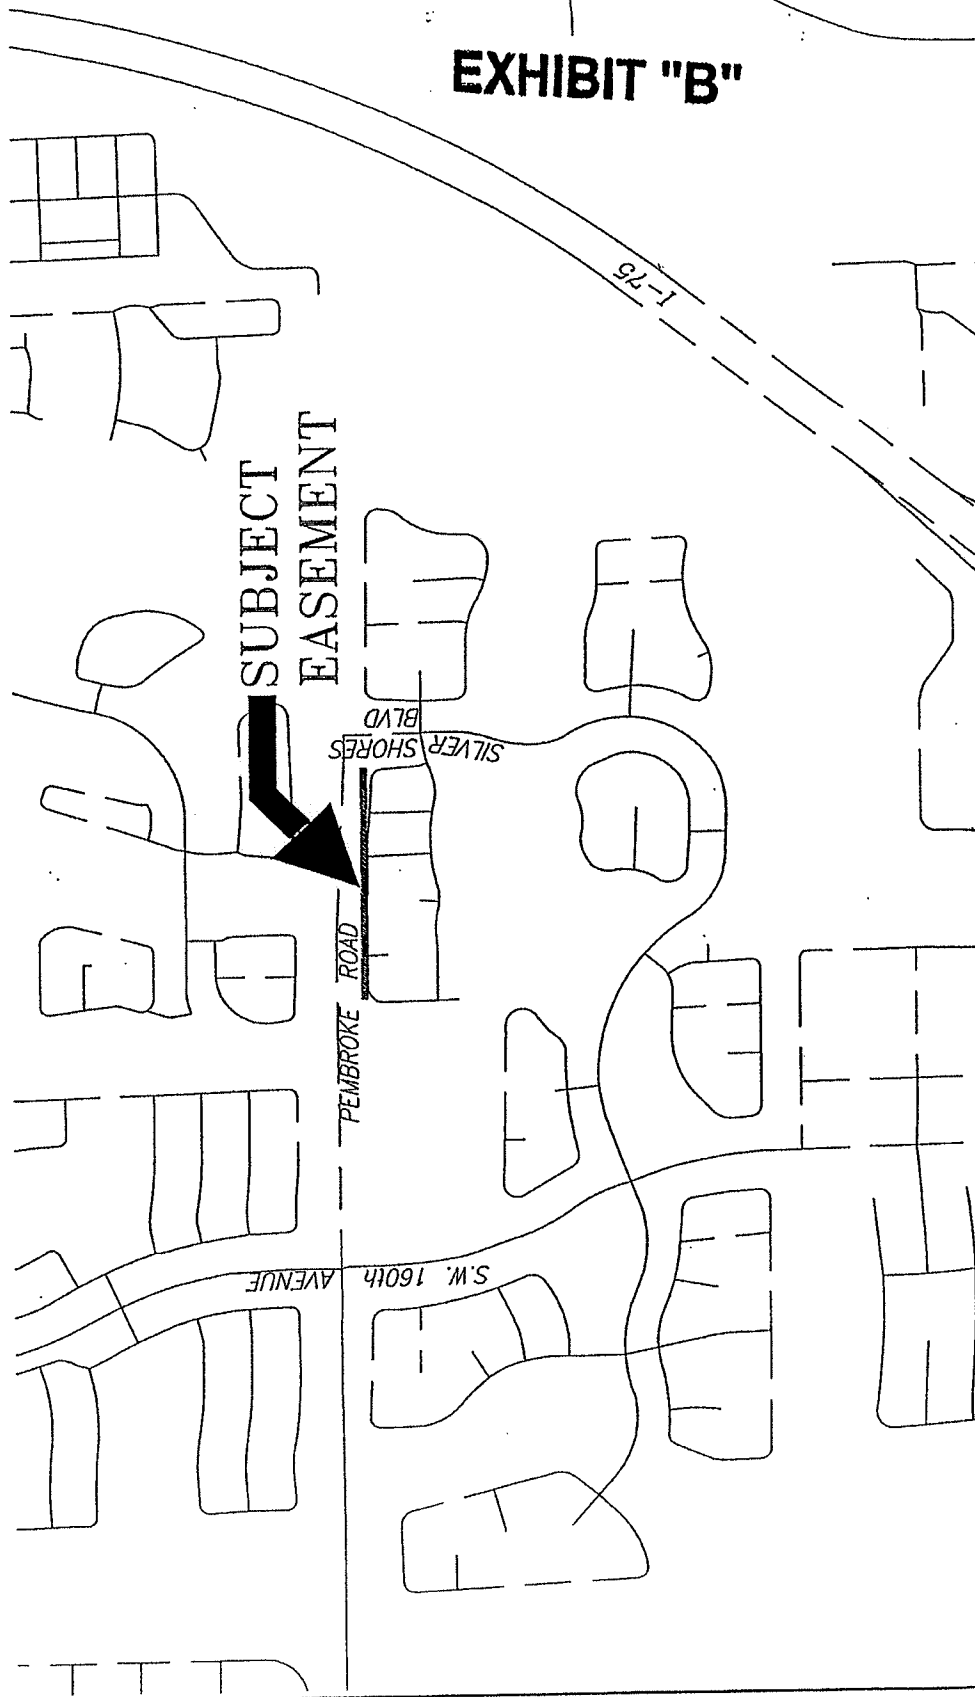 EXHIBIT "B"
I-75
SUBJECT
EASEMENT
SILVER SHORES
BLVD
PEMBROKE ROAD
S.W. 160th AVENUE